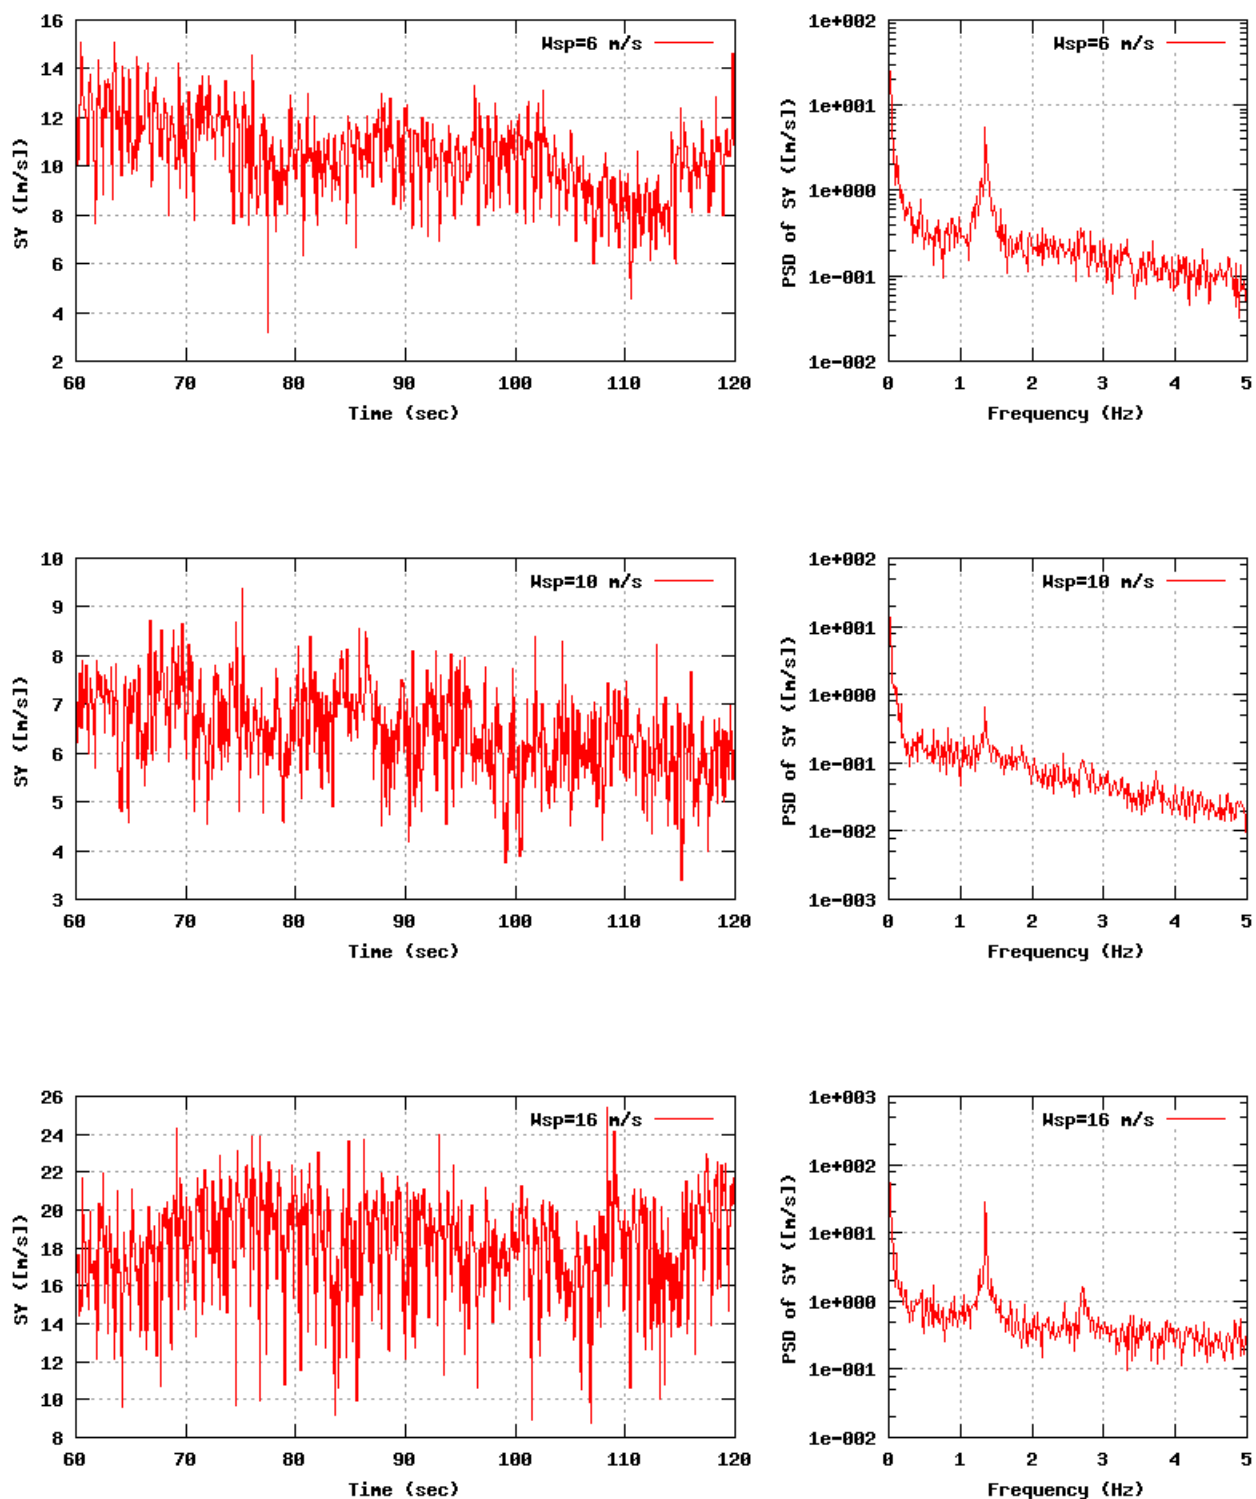 16
14
12
10
8
6
4
2
SY ([m/s])
Wsp=6 m/s
60 70 80 90 100 110 120
Time (sec)
1e+002
1e+001
1e+000
1e-001
1e-002
PSD of SY ([m/s])
Wsp=6 m/s
0 1 2 3 4 5
Frequency (Hz)
10
9
8
7
6
5
4
3
SY ([m/s])
Wsp=10 m/s
60 70 80 90 100 110 120
Time (sec)
1e+002
1e+001
1e+000
1e-001
1e-002
1e-003
PSD of SY ([m/s])
Wsp=10 m/s
0 1 2 3 4 5
Frequency (Hz)
26
24
22
20
18
16
14
12
10
8
SY ([m/s])
Wsp=16 m/s
60 70 80 90 100 110 120
Time (sec)
1e+003
1e+002
1e+001
1e+000
1e-001
1e-002
PSD of SY ([m/s])
Wsp=16 m/s
0 1 2 3 4 5
Frequency (Hz)